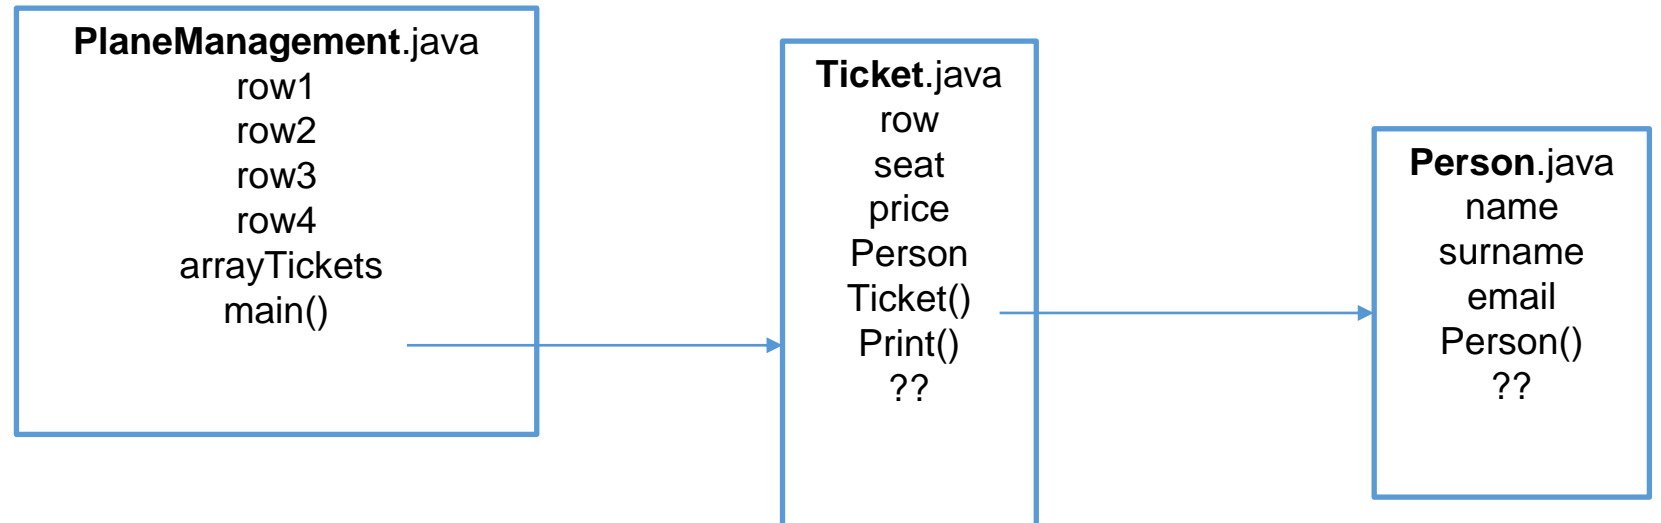 PlaneManagement.java
row1
row2
row3
row4
arrayTickets
main()
Ticket.java
row
seat
price
Person
Ticket()
Print()
??
Person.java
name
surname
email
Person()
??